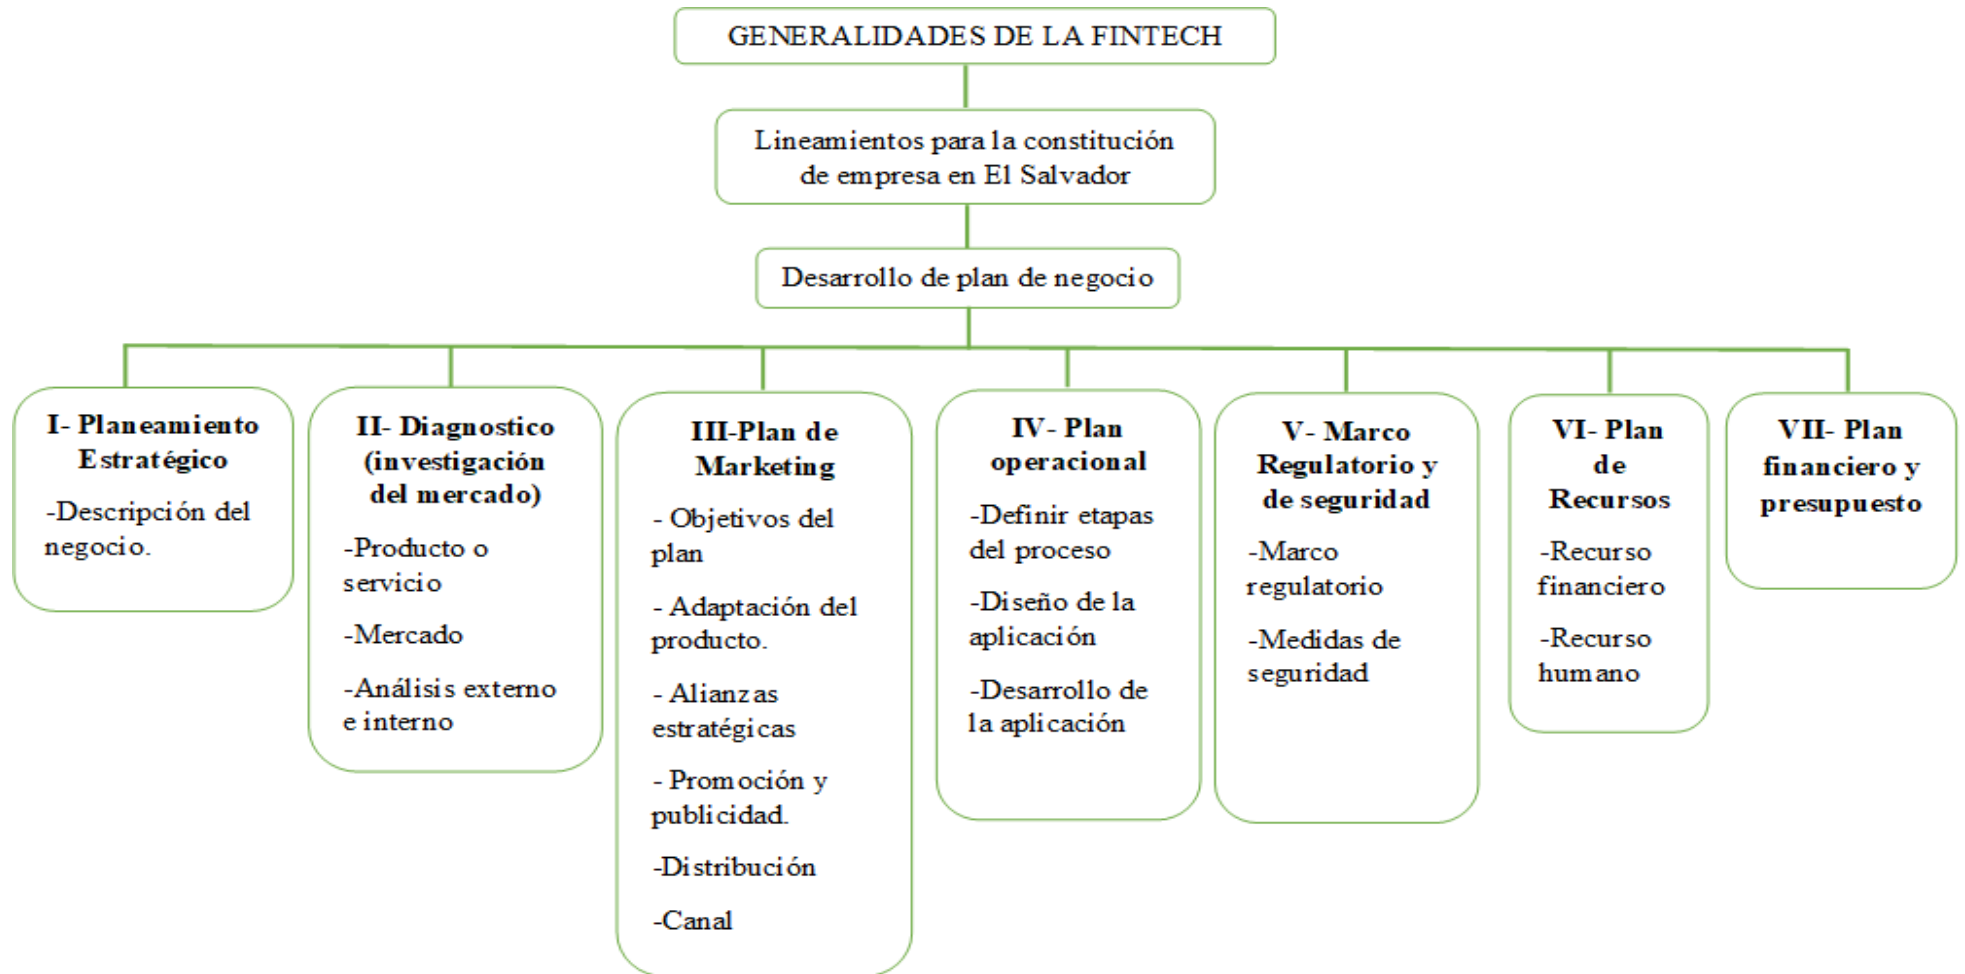 GENERALIDADES DE LA FINTECH
Lineamientos para la constitución
de empresa en El Salvador
Desarrollo de plan de negocio
I- Planeamiento
Estratégico
-Descripción del
negocio.
II- Diagnostico
(investigación
del mercado)
-Producto o
servicio
-Mercado
-Análisis externo
e interno
III-Plan de
Marketing
- Objetivos del
plan
- Adaptación del
producto.
- Alianzas
estratégicas
- Promoción y
publicidad.
-Distribución
-Canal
IV- Plan
operacional
-Definir etapas
del proceso
-Diseño de la
aplicación
-Desarrollo de
la aplicación
V- Marco
Regulatorio y
de seguridad
-Marco
regulatorio
-Medidas de
seguridad
VI- Plan
de
Recursos
-Recurso
financiero
-Recurso
humano
VII- Plan
financiero y
presupuesto